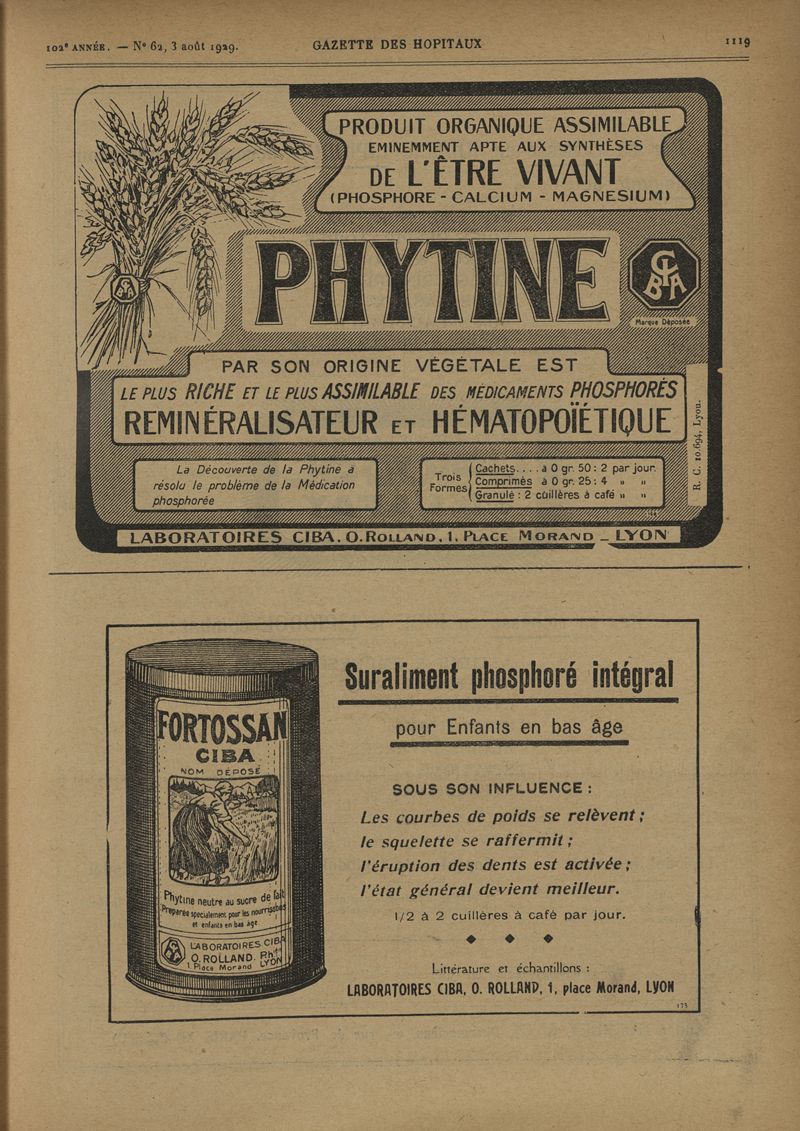 102e ANNÉE. — N° 62, 3 août 1929.
GAZETTE DES HOPITAUX
1119
PRODUIT ORGANIQUE ASSIMILABLE
EMINEMMENT APTE AUX SYNTHÈSES
DE L'ÊTRE VIVANT
(PHOSPHORE - CALCIUM - MAGNESIUM)
PHYTINE
CIBA
Marque Déposée
CIBA
PAR SON ORIGINE VÉGÉTALE EST
LE PLUS RICHE ET LE PLUS ASSIMILABLE DES MÉDICAMENTS PHOSPHORÉS
REMINÉRALISATEUR ET HÉMATOPOÏÉTIQUE
La Découverte de la Phytine a
résolu le problème de la Médication
phosphorée
Trois
Formes
Cachets.... à 0 gr. 50 : 2 par jour.
Comprimés à 0 gr. 25 : 4 " "
Granulé : 2 cuillères à café " "
R. C. 10.694, Lyon.
LABORATOIRES CIBA. O. ROLLAND. 1, PLACE MORAND _ LYON
FORTOSSAN
CIBA
NOM DÉPOSÉ
Phytine neutre au sucre de lait
Préparée spécialement pour les nourrissons
et enfants en bas âge
CIBA
LABORATOIRES CIBA
O. ROLLAND. Phien
1 Place Morand LYON
Suraliment phosphoré intégral
pour Enfants en bas âge
SOUS SON INFLUENCE :
Les courbes de poids se relèvent ;
le squelette se raffermit ;
l'éruption des dents est activée ;
l'état général devient meilleur.
1/2 à 2 cuillères à café par jour.
Littérature et échantillons :
LABORATOIRES CIBA, O. ROLLAND, 1, place Morand, LYON
173